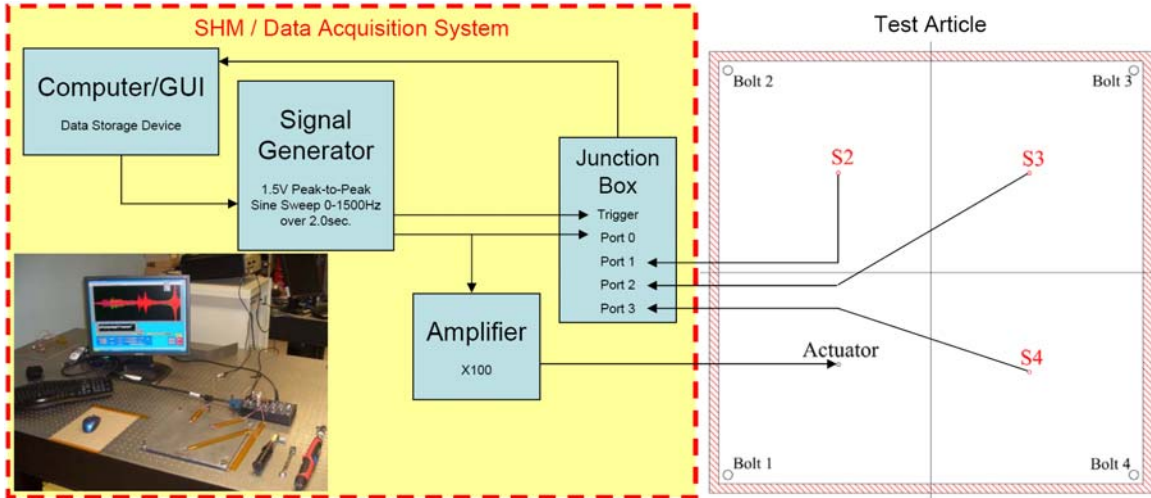 SHM / Data Acquisition System
Test Article
Computer/GUI
Data Storage Device
Signal
Generator
1.5V Peak-to-Peak
Sine Sweep 0-1500Hz
over 2.0sec.
Junction
Box
Trigger
Port 0
Port 1
Port 2
Port 3
Amplifier
X100
Bolt 2
Bolt 3
S2
S3
Actuator
S4
Bolt 1
Bolt 4